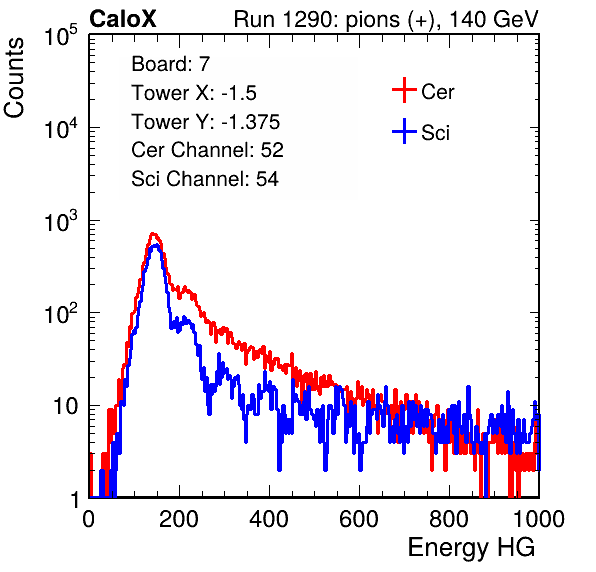 CaloX Run 1290: pions (+), 140 GeV
Counts
10^5
10^4
10^3
10^2
10
1
Board: 7
Tower X: -1.5
Tower Y: -1.375
Cer Channel: 52
Sci Channel: 54
Cer
Sci
0 200 400 600 800 1000
Energy HG